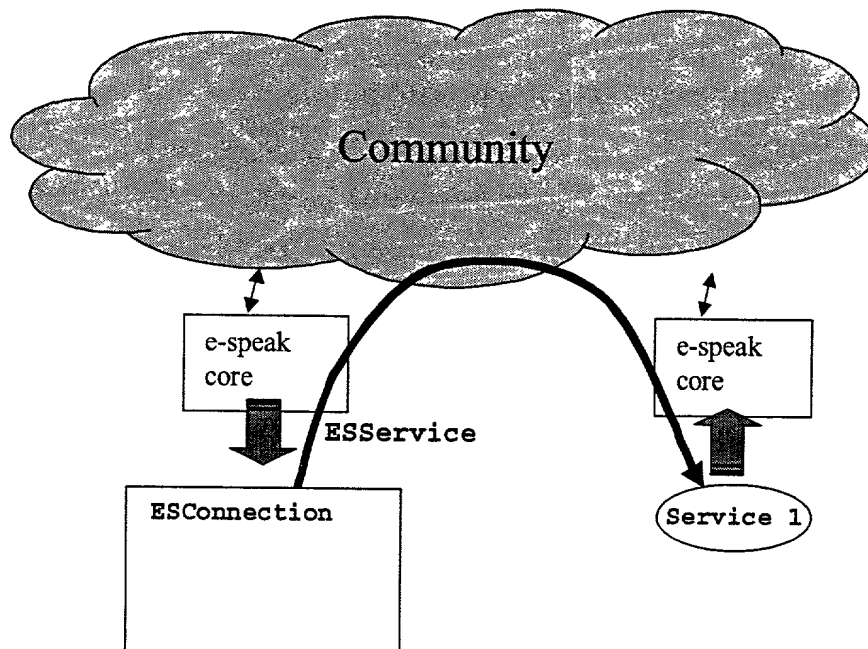 Community
e-speak
core
e-speak
core
ESService
ESConnection
Service 1